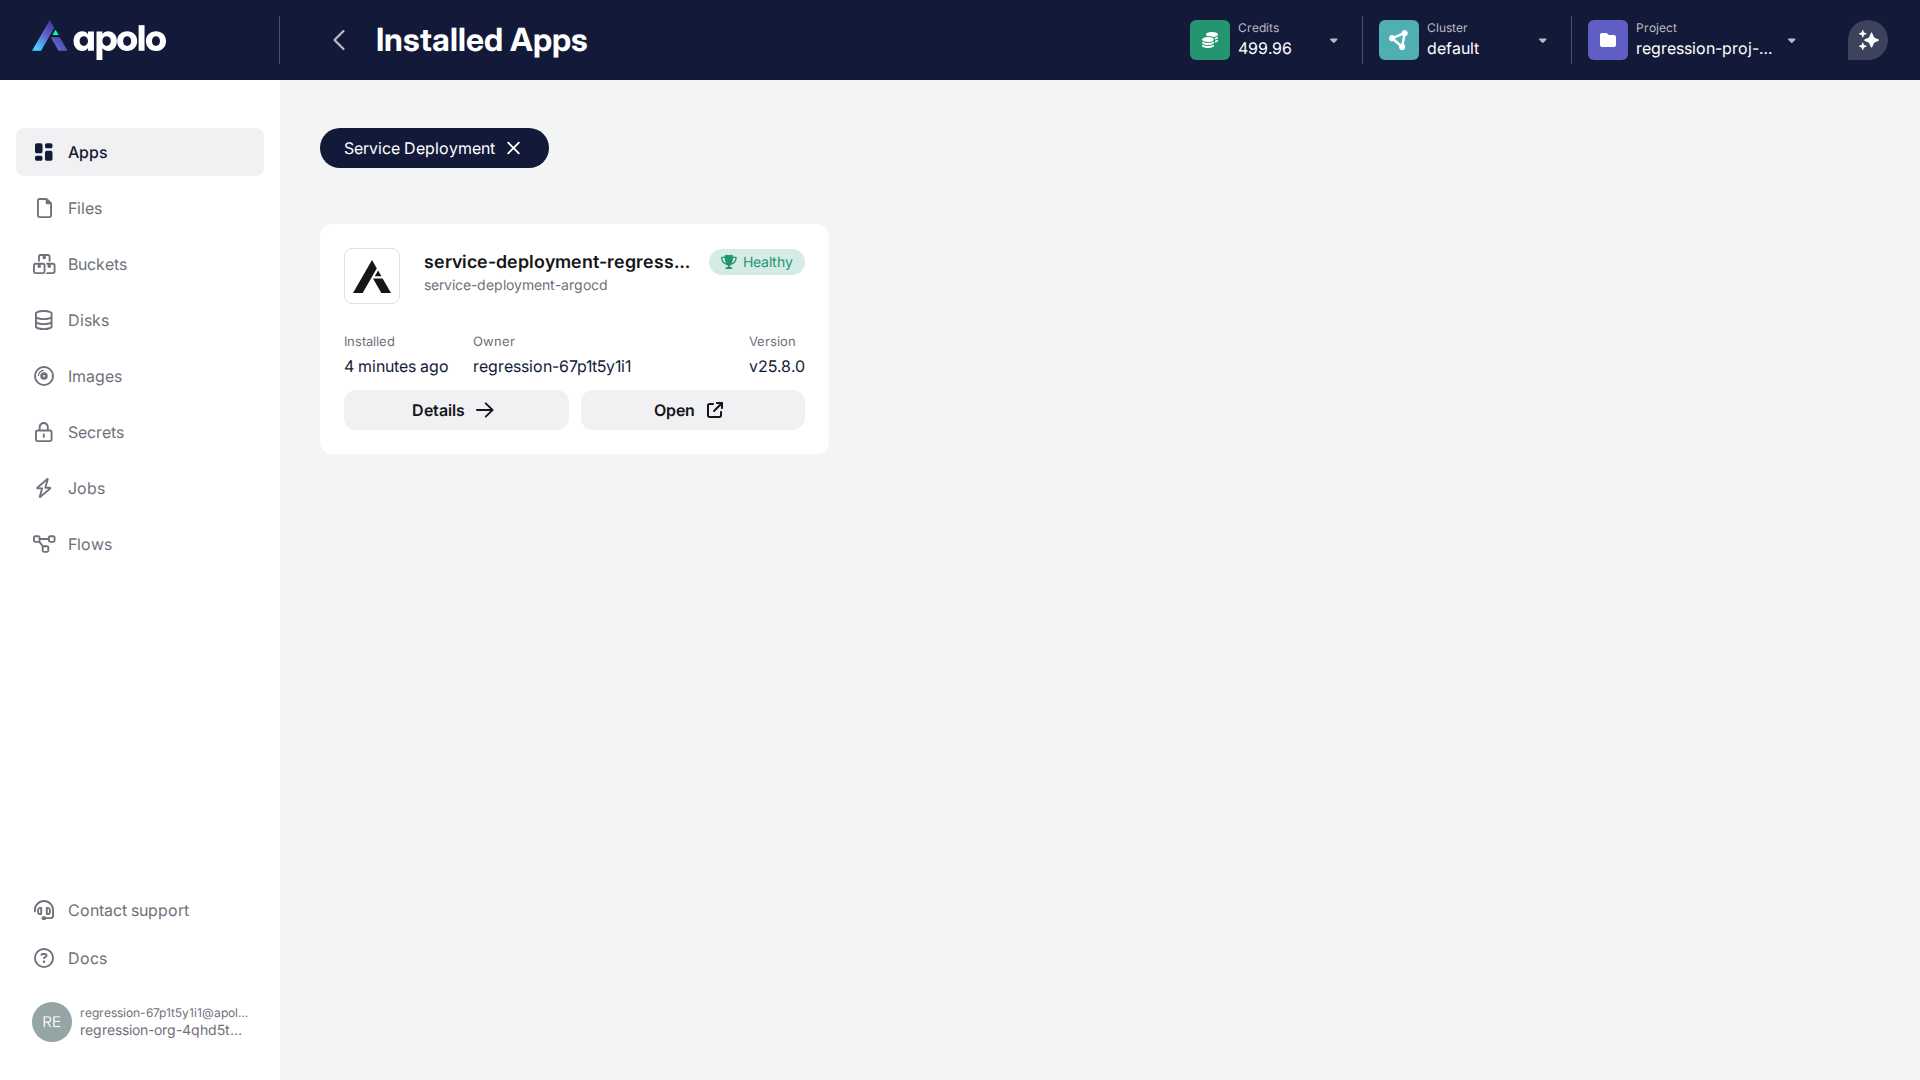 apolo
Installed Apps
Credits
499.96
Cluster
default
Project
regression-proj-...
Apps
Files
Buckets
Disks
Images
Secrets
Jobs
Flows
Service Deployment
service-deployment-regress...
Healthy
service-deployment-argocd
Installed
4 minutes ago
Owner
regression-67p1t5y1i1
Version
v25.8.0
Details
Open
Contact support
Docs
RE
regression-67p1t5y1i1@apol...
regression-org-4qhd5t...